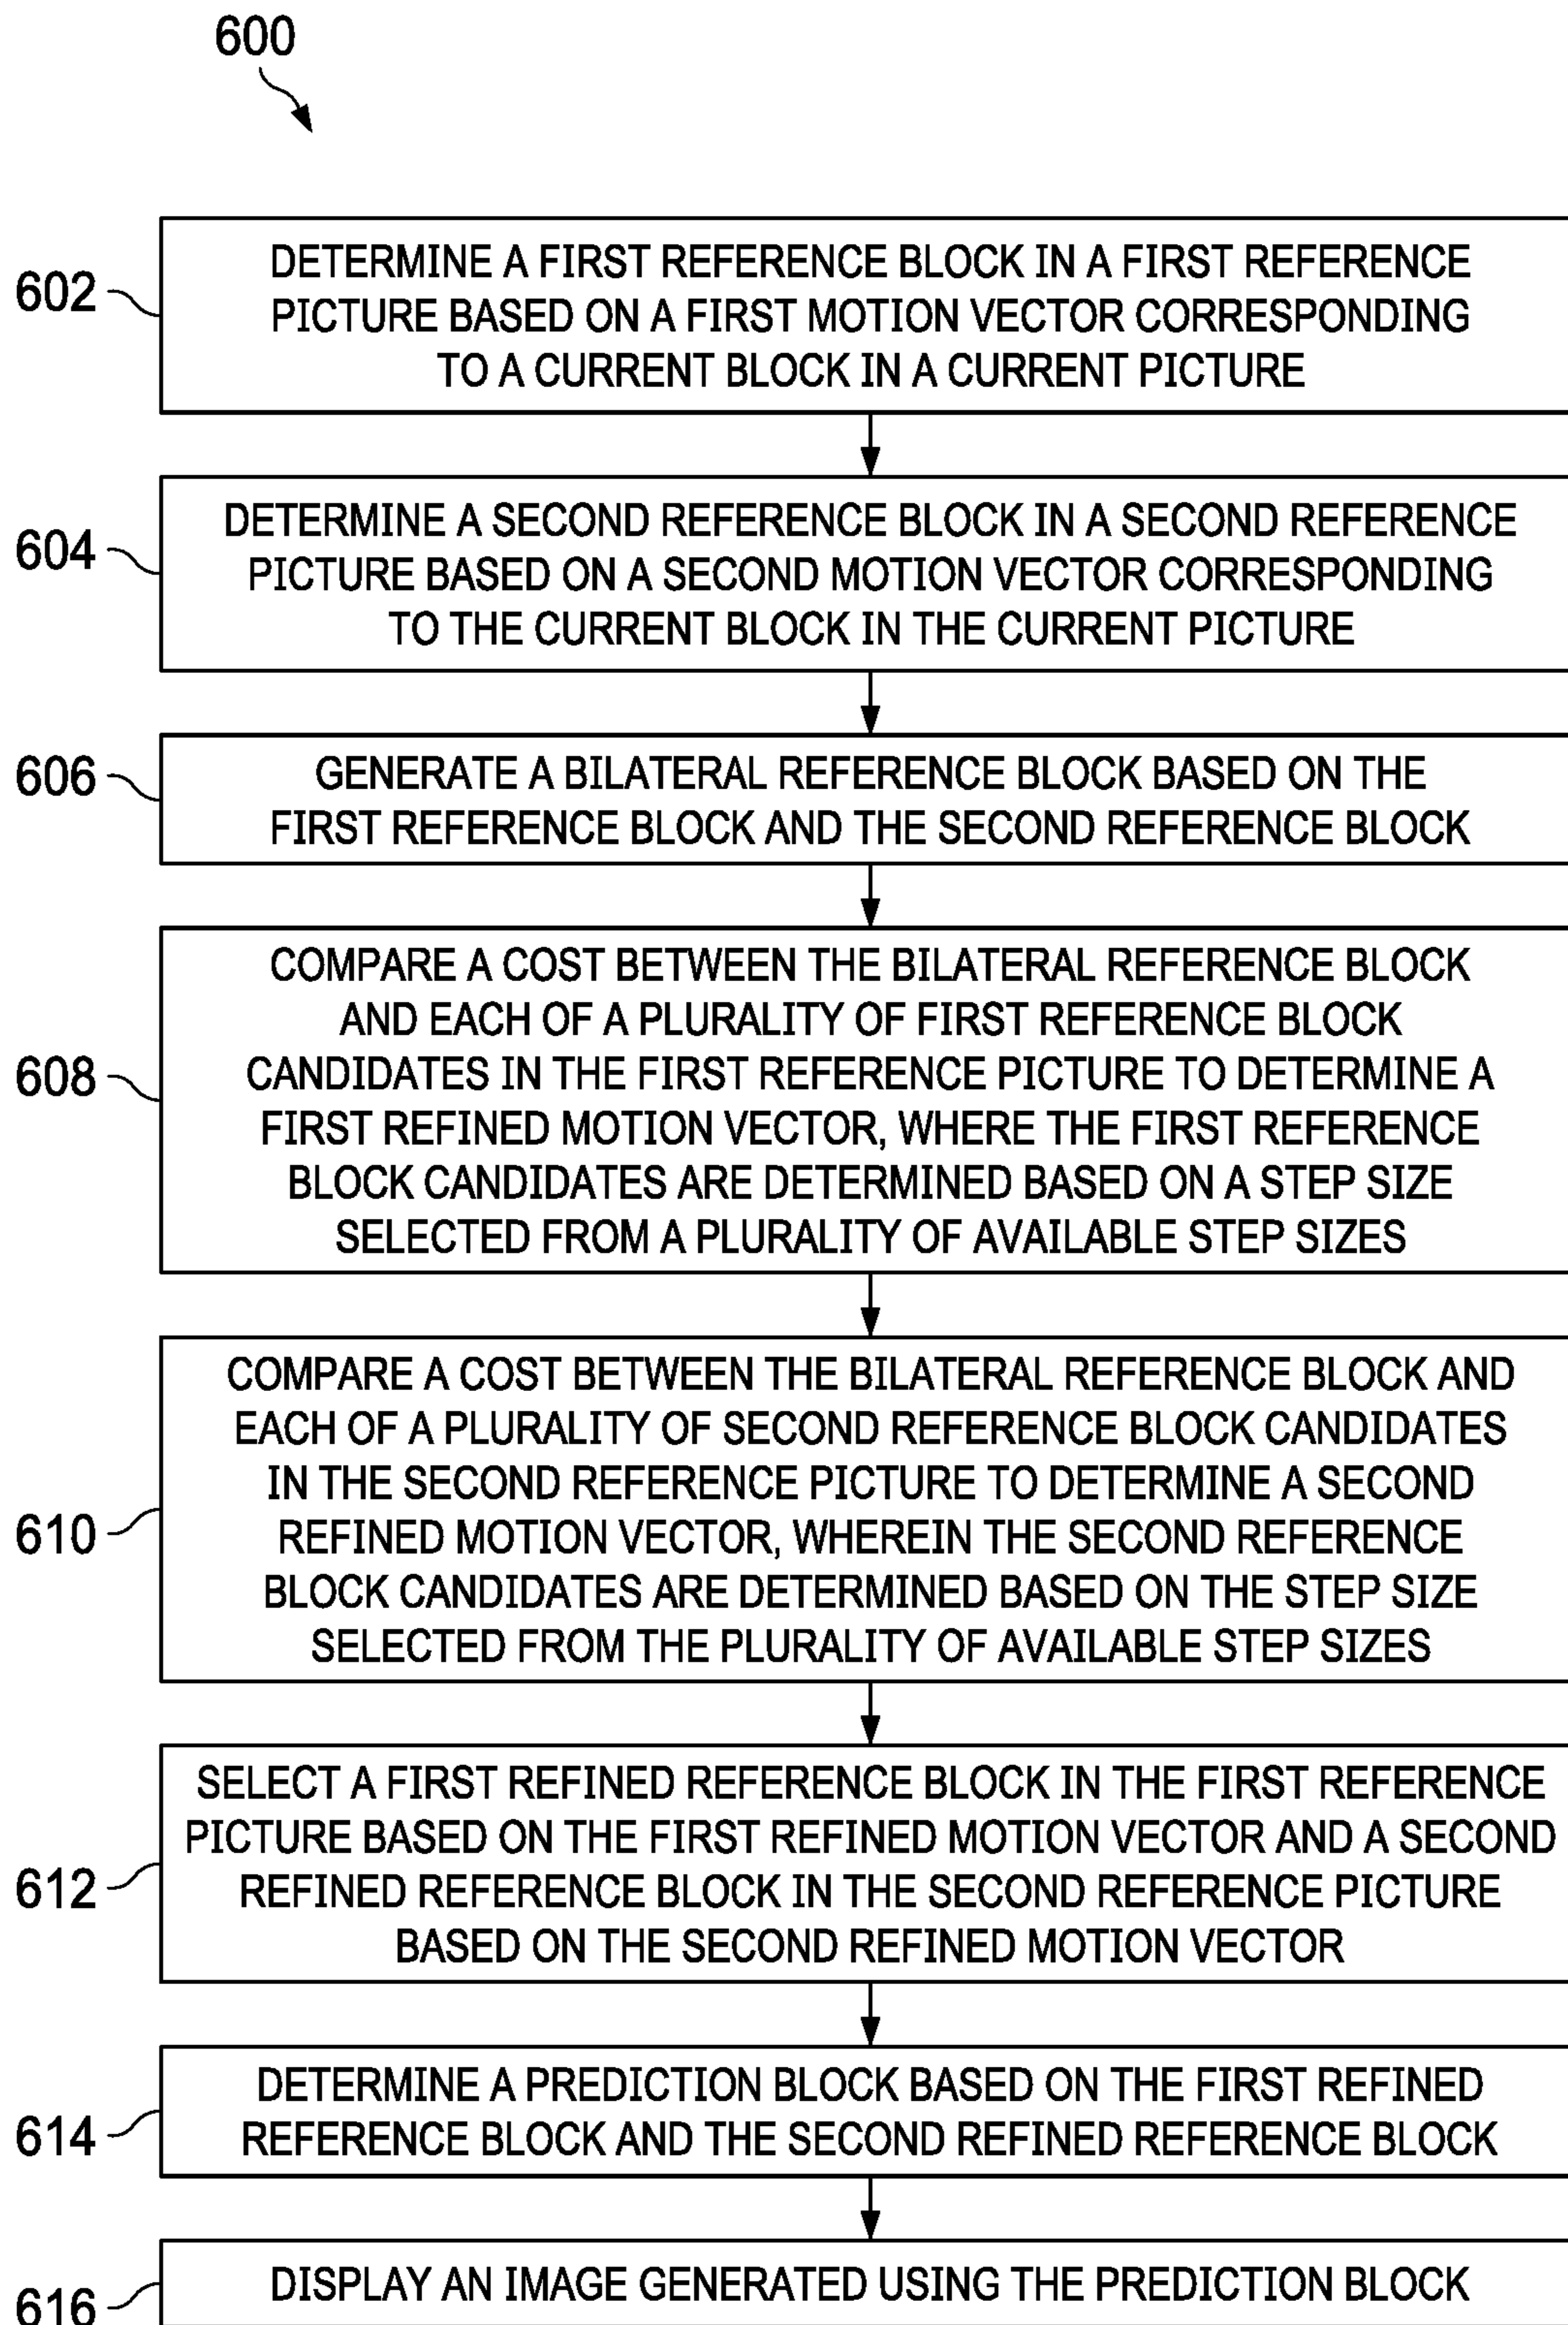 600
602
DETERMINE A FIRST REFERENCE BLOCK IN A FIRST REFERENCE
PICTURE BASED ON A FIRST MOTION VECTOR CORRESPONDING
TO A CURRENT BLOCK IN A CURRENT PICTURE
604
DETERMINE A SECOND REFERENCE BLOCK IN A SECOND REFERENCE
PICTURE BASED ON A SECOND MOTION VECTOR CORRESPONDING
TO THE CURRENT BLOCK IN THE CURRENT PICTURE
606
GENERATE A BILATERAL REFERENCE BLOCK BASED ON THE
FIRST REFERENCE BLOCK AND THE SECOND REFERENCE BLOCK
608
COMPARE A COST BETWEEN THE BILATERAL REFERENCE BLOCK
AND EACH OF A PLURALITY OF FIRST REFERENCE BLOCK
CANDIDATES IN THE FIRST REFERENCE PICTURE TO DETERMINE A
FIRST REFINED MOTION VECTOR, WHERE THE FIRST REFERENCE
BLOCK CANDIDATES ARE DETERMINED BASED ON A STEP SIZE
SELECTED FROM A PLURALITY OF AVAILABLE STEP SIZES
610
COMPARE A COST BETWEEN THE BILATERAL REFERENCE BLOCK AND
EACH OF A PLURALITY OF SECOND REFERENCE BLOCK CANDIDATES
IN THE SECOND REFERENCE PICTURE TO DETERMINE A SECOND
REFINED MOTION VECTOR, WHEREIN THE SECOND REFERENCE
BLOCK CANDIDATES ARE DETERMINED BASED ON THE STEP SIZE
SELECTED FROM THE PLURALITY OF AVAILABLE STEP SIZES
612
SELECT A FIRST REFINED REFERENCE BLOCK IN THE FIRST REFERENCE
PICTURE BASED ON THE FIRST REFINED MOTION VECTOR AND A SECOND
REFINED REFERENCE BLOCK IN THE SECOND REFERENCE PICTURE
BASED ON THE SECOND REFINED MOTION VECTOR
614
DETERMINE A PREDICTION BLOCK BASED ON THE FIRST REFINED
REFERENCE BLOCK AND THE SECOND REFINED REFERENCE BLOCK
616
DISPLAY AN IMAGE GENERATED USING THE PREDICTION BLOCK